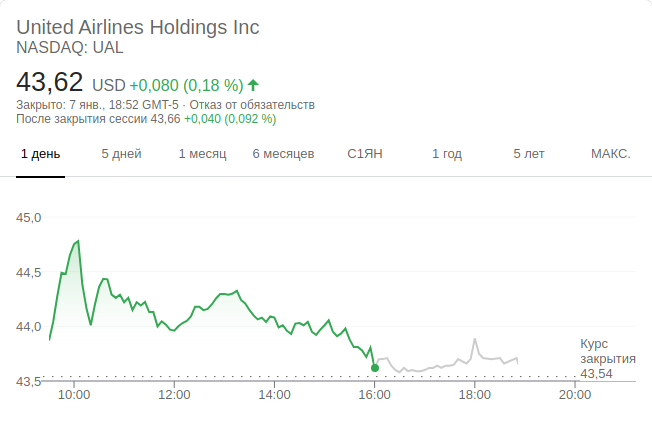 United Airlines Holdings Inc
NASDAQ: UAL
43,62 USD +0,080 (0,18 %)
Закрыто: 7 янв., 18:52 GMT-5 · Отказ от обязательств
После закрытия сессии 43,66 +0,040 (0,092 %)
1 день 5 дней 1 месяц 6 месяцев С1ЯН 1 год 5 лет МАКС.
45,0
44,5
44,0
Курс
закрытия
43,54
43,5
10:00 12:00 14:00 16:00 18:00 20:00